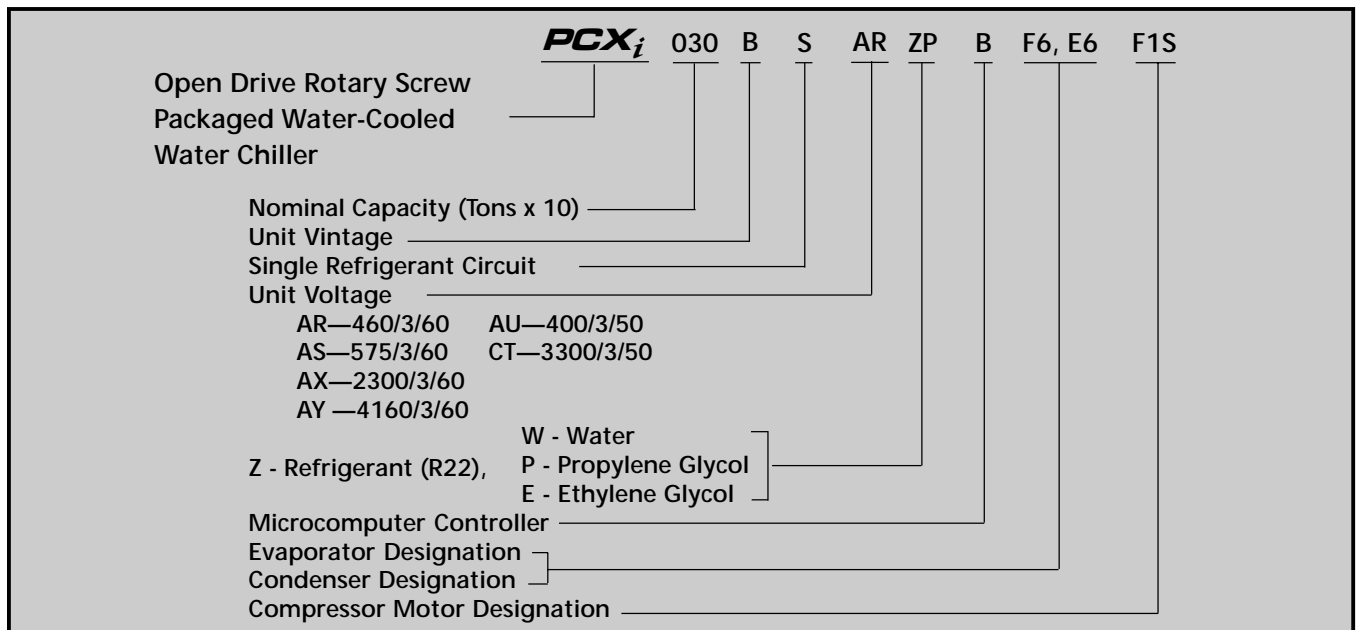 PCXi 030 B S AR ZP B F6, E6 F1S
Open Drive Rotary Screw
Packaged Water-Cooled
Water Chiller
Nominal Capacity (Tons x 10)
Unit Vintage
Single Refrigerant Circuit
Unit Voltage
AR—460/3/60 AU—400/3/50
AS—575/3/60 CT—3300/3/50
AX—2300/3/60
AY —4160/3/60
W - Water
Z - Refrigerant (R22), P - Propylene Glycol
E - Ethylene Glycol
Microcomputer Controller
Evaporator Designation
Condenser Designation
Compressor Motor Designation